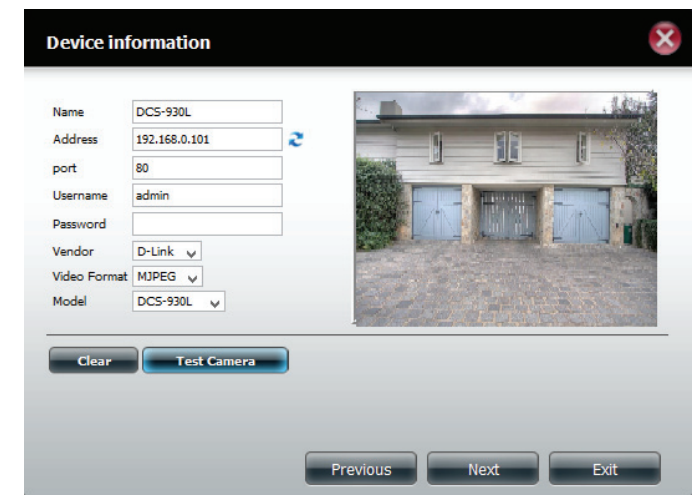 Device information
Name DCS-930L
Address 192.168.0.101
port 80
Username admin
Password
Vendor D-Link
Video Format MJPEG
Model DCS-930L
Clear Test Camera
Previous Next Exit